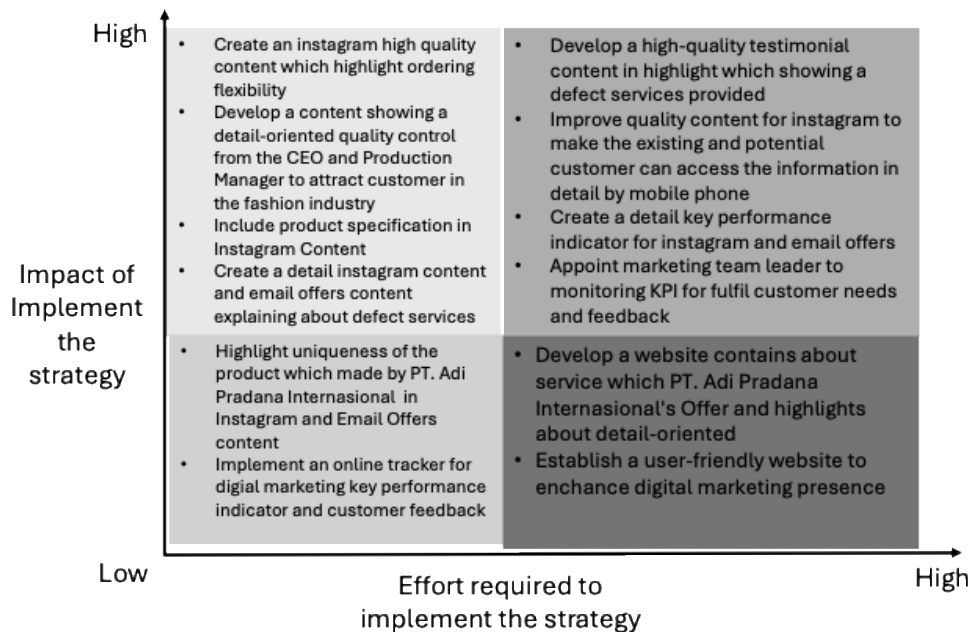 High
• Create an instagram high quality
content which highlight ordering
flexibility
• Develop a content showing a
detail-oriented quality control
from the CEO and Production
Manager to attract customer in
the fashion industry
• Include product specification in
Instagram Content
• Create a detail instagram content
and email offers content
explaining about defect services
• Develop a high-quality testimonial
content in highlight which showing a
defect services provided
• Improve quality content for instagram to
make the existing and potential
customer can access the information in
detail by mobile phone
• Create a detail key performance
indicator for instagram and email offers
• Appoint marketing team leader to
monitoring KPI for fulfil customer needs
and feedback
Impact of
Implement
the
strategy
• Highlight uniqueness of the
product which made by PT. Adi
Pradana Internasional in
Instagram and Email Offers
content
• Implement an online tracker for
digial marketing key performance
indicator and customer feedback
• Develop a website contains about
service which PT. Adi Pradana
Internasional's Offer and highlights
about detail-oriented
• Establish a user-friendly website to
enchance digital marketing presence
Low
Effort required to
implement the strategy
High